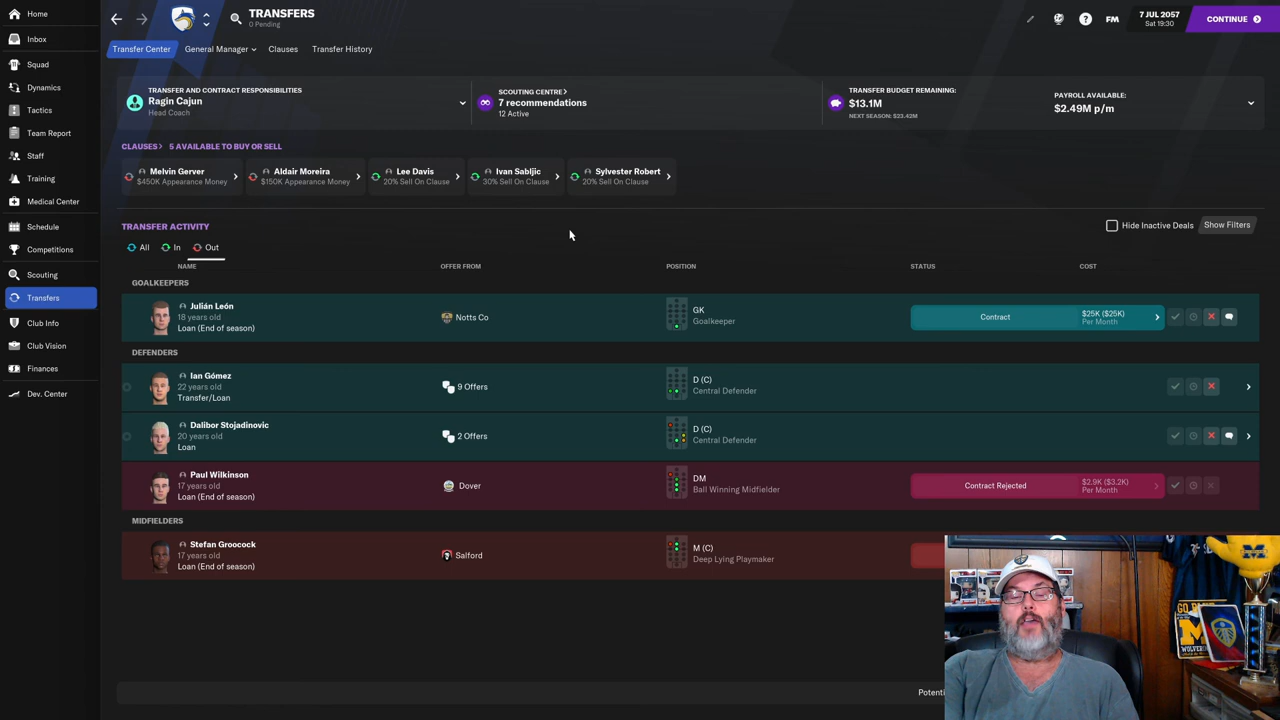 Home
TRANSFERS
0 Pending
FM
7 JUL 2057
Sat 19:30
CONTINUE
Inbox
Squad
Dynamics
Tactics
Team Report
Staff
Training
Medical Center
Schedule
Competitions
Scouting
Transfers
Club Info
Club Vision
Finances
Dev. Center
Transfer Center
General Manager
Clauses
Transfer History
TRANSFER AND CONTRACT RESPONSIBILITIES
Ragin Cajun
Head Coach
SCOUTING CENTRE>
7 recommendations
12 Active
TRANSFER BUDGET REMAINING:
$13.1M
NEXT SEASON: $23.42M
PAYROLL AVAILABLE:
$2.49M p/m
CLAUSES> 5 AVAILABLE TO BUY OR SELL
Melvin Gerver
$450K Appearance Money
Aldair Moreira
$150K Appearance Money
Lee Davis
20% Sell On Clause
Ivan Sabljic
30% Sell On Clause
Sylvester Robert
20% Sell On Clause
TRANSFER ACTIVITY
Hide Inactive Deals
Show Filters
All
In
Out
NAME OFFER FROM POSITION STATUS COST
GOALKEEPERS
Julián León
18 years old
Loan (End of season)
Notts Co
GK
Goalkeeper
Contract
$25K ($25K)
Per Month
DEFENDERS
Ian Gómez
22 years old
Transfer/Loan
9 Offers
D (C)
Central Defender
Dalibor Stojadinovic
20 years old
Loan
2 Offers
D (C)
Central Defender
Paul Wilkinson
17 years old
Loan (End of season)
Dover
DM
Ball Winning Midfielder
Contract Rejected
$2.9K ($3.2K)
Per Month
MIDFIELDERS
Stefan Groocock
17 years old
Loan (End of season)
Salford
M (C)
Deep Lying Playmaker
Potenti
GO
M
WOLVERINES